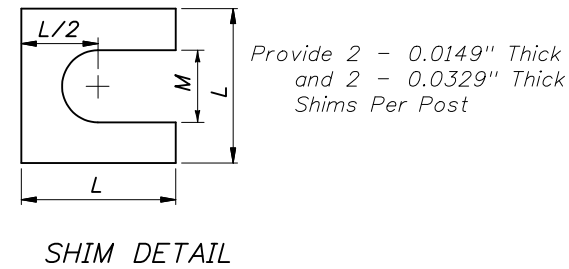 L/2
Provide 2 - 0.0149" Thick
and 2 - 0.0329" Thick
Shims Per Post
M
L
L
SHIM DETAIL